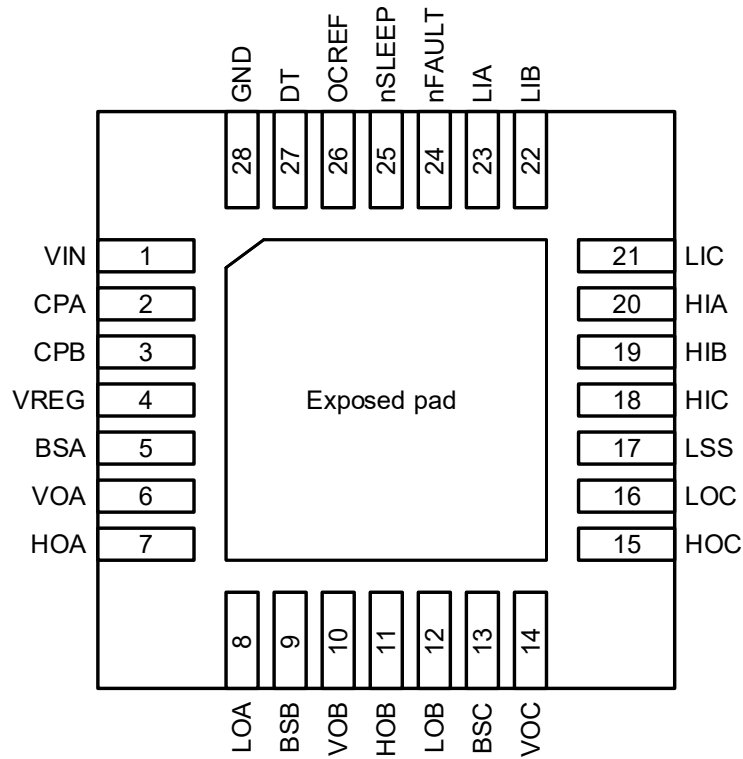 GND
DT
OCREF
nSLEEP
nFAULT
LIA
LIB
28
27
26
25
24
23
22
VIN 1
CPA 2
CPB 3
VREG 4
BSA 5
VOA 6
HOA 7
Exposed pad
21 LIC
20 HIA
19 HIB
18 HIC
17 LSS
16 LOC
15 HOC
8
9
10
11
12
13
14
LOA
BSB
VOB
HOB
LOB
BSC
VOC